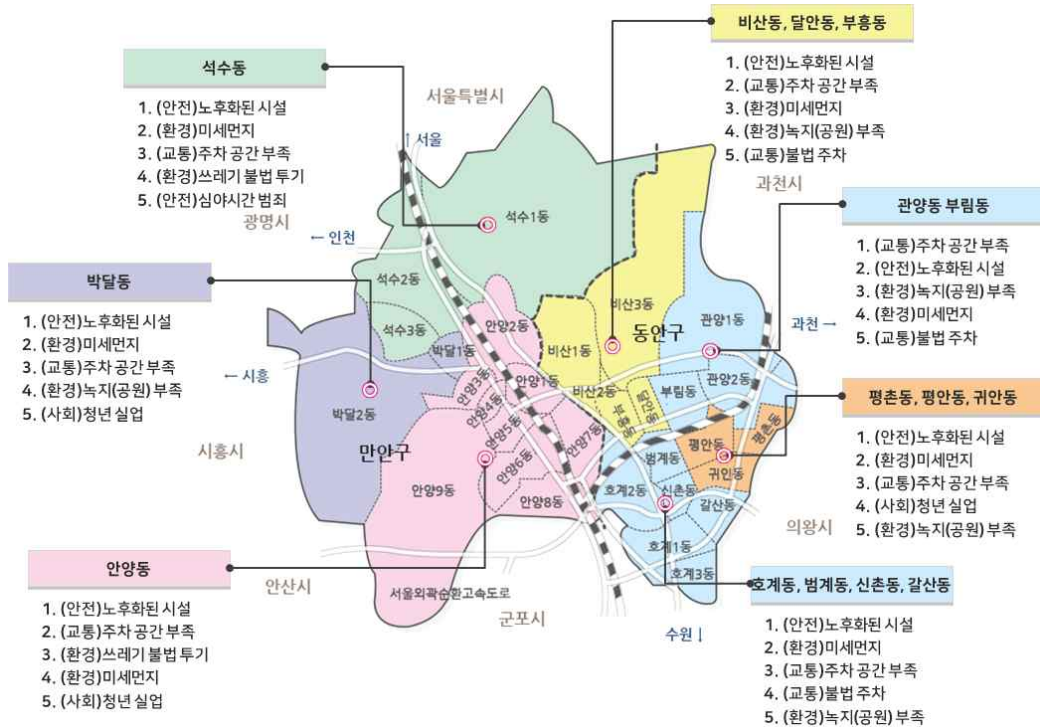 비산동, 달안동, 부흥동
1. (안전)노후화된 시설
2. (교통)주차 공간 부족
3. (환경)미세먼지
4. (환경)녹지(공원) 부족
5. (교통)불법 주차
석수동
1. (안전)노후화된 시설
2. (환경)미세먼지
3. (교통)주차 공간 부족
4. (환경)쓰레기 불법 투기
5. (안전)심야시간 범죄
관양동 부림동
1. (교통)주차 공간 부족
2. (안전)노후화된 시설
3. (환경)녹지(공원) 부족
4. (환경)미세먼지
5. (교통)불법 주차
박달동
1. (안전)노후화된 시설
2. (환경)미세먼지
3. (교통)주차 공간 부족
4. (환경)녹지(공원) 부족
5. (사회)청년 실업
평촌동, 평안동, 귀안동
1. (안전)노후화된 시설
2. (환경)미세먼지
3. (교통)주차 공간 부족
4. (사회)청년 실업
5. (환경)녹지(공원) 부족
안양동
1. (안전)노후화된 시설
2. (교통)주차 공간 부족
3. (환경)쓰레기 불법 투기
4. (환경)미세먼지
5. (사회)청년 실업
호계동, 범계동, 신촌동, 갈산동
1. (안전)노후화된 시설
2. (환경)미세먼지
3. (교통)주차 공간 부족
4. (교통)불법 주차
5. (환경)녹지(공원) 부족
서울특별시
↑ 서울
과천시
광명시
← 인천
석수1동
석수2동
석수3동
안양2동
비산3동
동안구
관양1동
과천 →
박달1동
비산1동
← 시흥
안양3동
안양1동
비산2동
부림동
관양2동
박달2동
안양4동
부흥동
달안동
안양5동
안양7동
평안동
평촌동
시흥시
만안구
안양6동
범계동
귀인동
안양9동
안양8동
호계2동
신촌동
갈산동
의왕시
호계1동
호계3동
안산시
서울외곽순환고속도로
군포시
수원 ↓